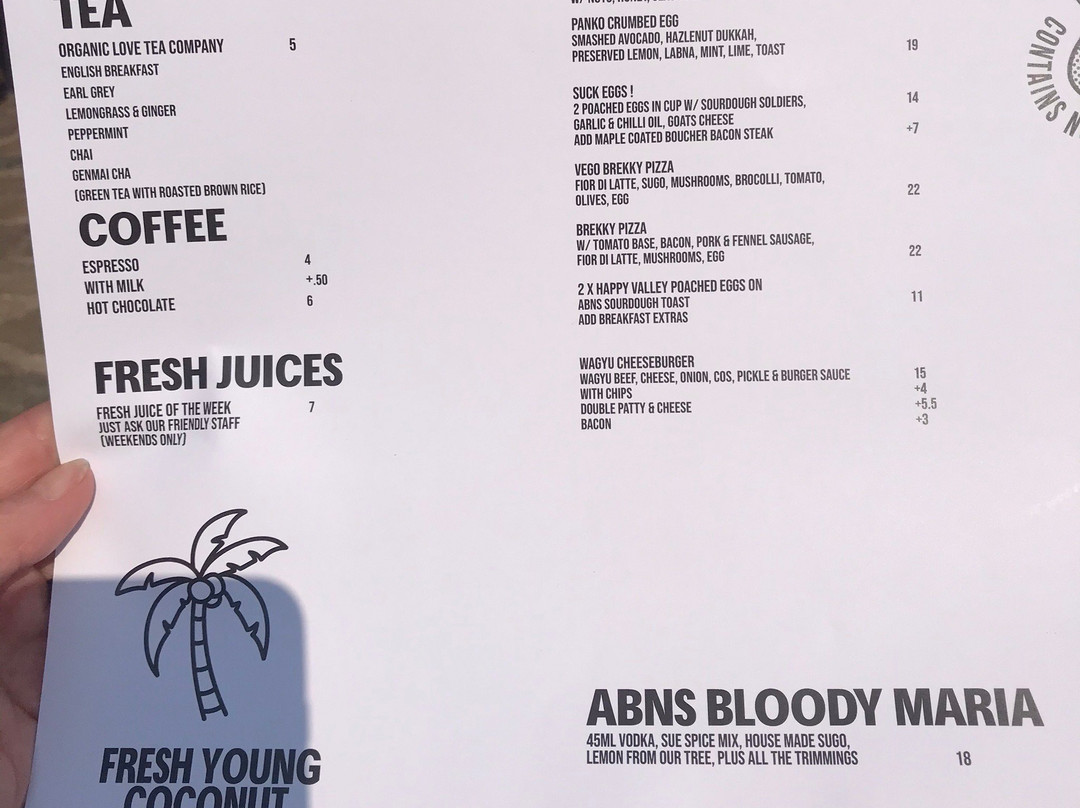 TEA
ORGANIC LOVE TEA COMPANY 5
ENGLISH BREAKFAST
EARL GREY
LEMONGRASS & GINGER
PEPPERMINT
CHAI
GENMAI CHA
(GREEN TEA WITH ROASTED BROWN RICE)
COFFEE
ESPRESSO 4
WITH MILK +.50
HOT CHOCOLATE 6
FRESH JUICES
FRESH JUICE OF THE WEEK 7
JUST ASK OUR FRIENDLY STAFF
(WEEKENDS ONLY)
FRESH YOUNG
COCONUT
PANKO CRUMBED EGG
SMASHED AVOCADO, HAZLENUT DUKKAH, 19
PRESERVED LEMON, LABNA, MINT, LIME, TOAST
SUCK EGGS !
2 POACHED EGGS IN CUP W/ SOURDOUGH SOLDIERS, 14
GARLIC & CHILLI OIL, GOATS CHEESE
ADD MAPLE COATED BOUCHER BACON STEAK +7
VEGO BREKKY PIZZA
FIOR DI LATTE, SUGO, MUSHROOMS, BROCOLLI, TOMATO, 22
OLIVES, EGG
BREKKY PIZZA
W/ TOMATO BASE, BACON, PORK & FENNEL SAUSAGE, 22
FIOR DI LATTE, MUSHROOMS, EGG
2 X HAPPY VALLEY POACHED EGGS ON
ABNS SOURDOUGH TOAST 11
ADD BREAKFAST EXTRAS
WAGYU CHEESEBURGER
WAGYU BEEF, CHEESE, ONION, COS, PICKLE & BURGER SAUCE 15
WITH CHIPS +4
DOUBLE PATTY & CHEESE +5.5
BACON +3
ABNS BLOODY MARIA
45ML VODKA, SUE SPICE MIX, HOUSE MADE SUGO,
LEMON FROM OUR TREE, PLUS ALL THE TRIMMINGS 18
CONTAINS N